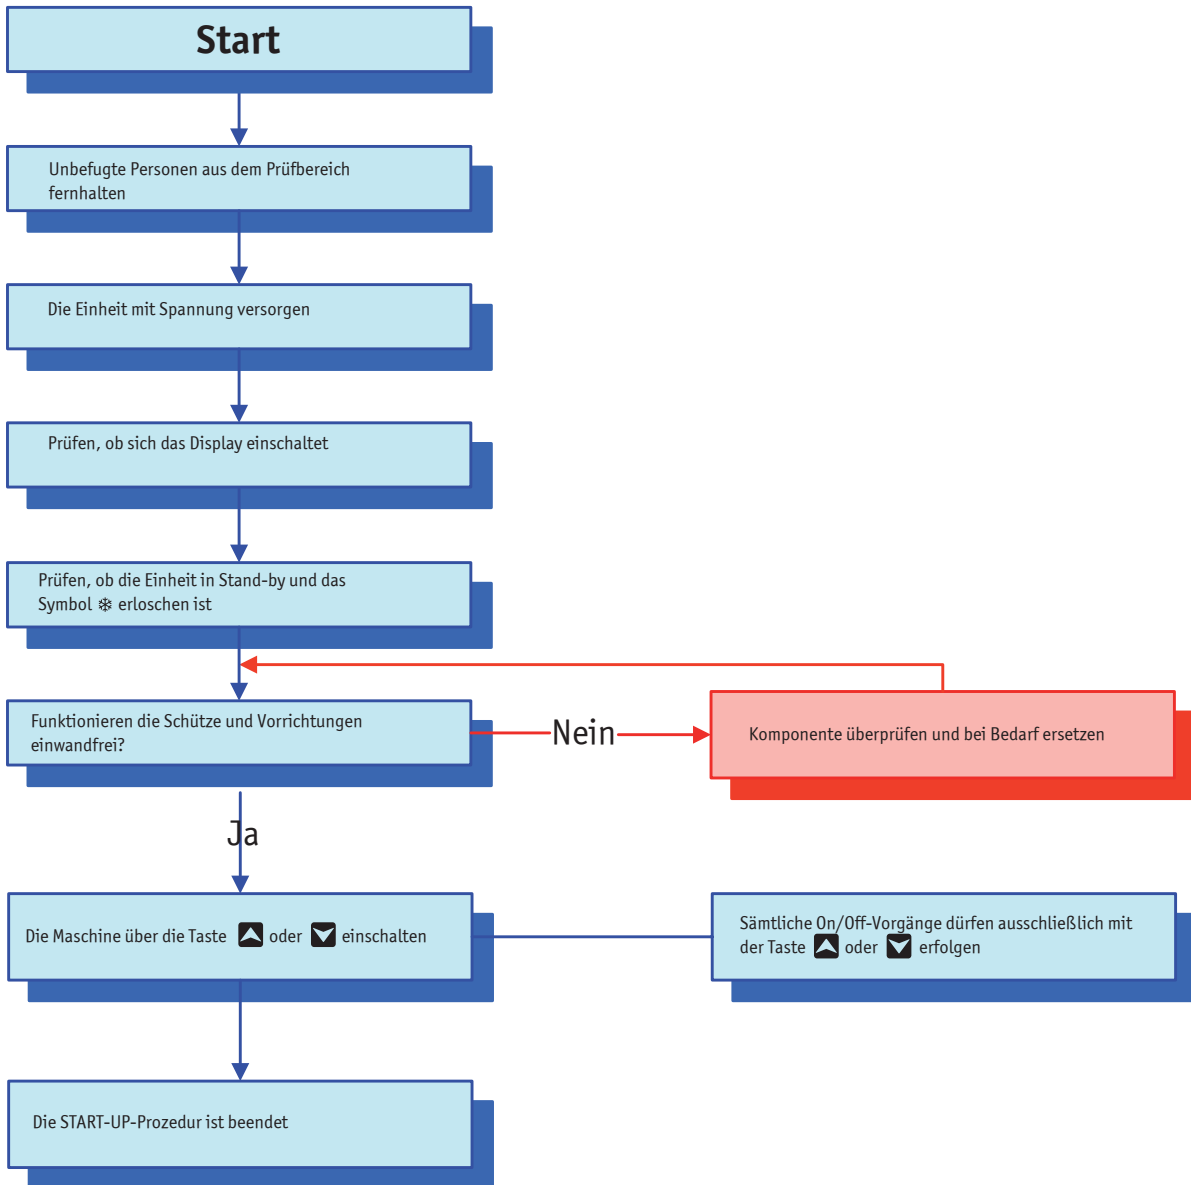 Start
Unbefugte Personen aus dem Prüfbereich
fernhalten
Die Einheit mit Spannung versorgen
Prüfen, ob sich das Display einschaltet
Prüfen, ob die Einheit in Stand-by und das
Symbol ❄ erloschen ist
Funktionieren die Schütze und Vorrichtungen
einwandfrei?
Nein
Komponente überprüfen und bei Bedarf ersetzen
Ja
Die Maschine über die Taste oder einschalten
Sämtliche On/Off-Vorgänge dürfen ausschließlich mit
der Taste oder erfolgen
Die START-UP-Prozedur ist beendet